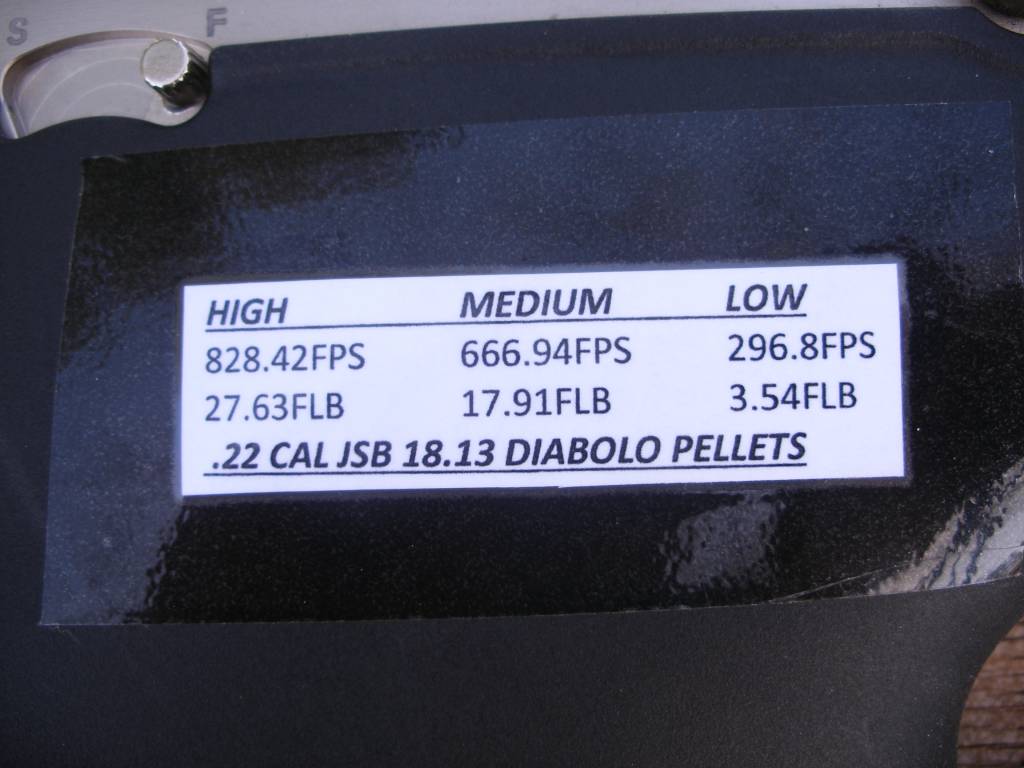 S F
HIGH MEDIUM LOW
828.42FPS 666.94FPS 296.8FPS
27.63FLB 17.91FLB 3.54FLB
.22 CAL JSB 18.13 DIABOLO PELLETS